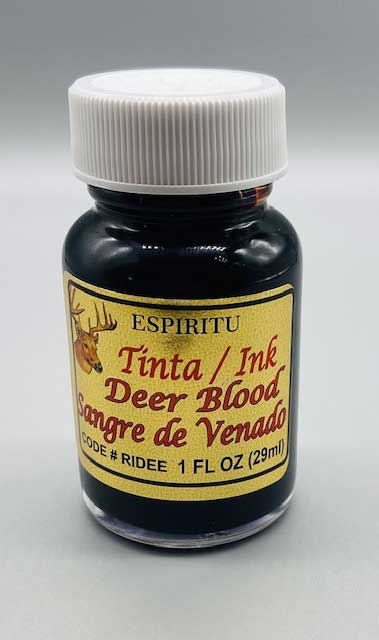 ESPIRITU
Tinta / Ink
Deer Blood
Sangre de Venado
CODE # RIDEE 1 FL OZ (29ml)